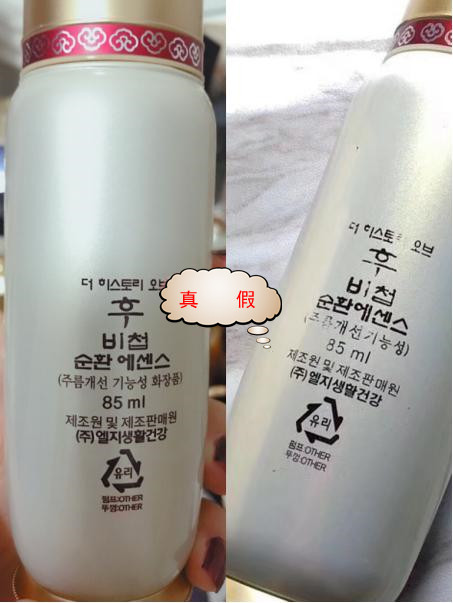 더 히스토리 오브
후
비첩
순환 에센스
(주름개선 기능성 화장품)
85 ml
제조원 및 제조판매원
(주)엘지생활건강
유리
펌프:OTHER
뚜껑:OTHER
真 假
더 히스토리 오브
후
비첩
순환에센스
(주름개선기능성)
85 ml
제조원 및 제조판매원
(주)엘지생활건강
유리
펌프:OTHER
뚜껑:OTHER